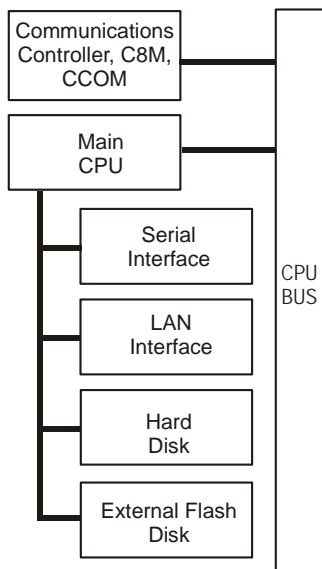 Communications
Controller, C8M,
CCOM
Main
CPU
Serial
Interface
LAN
Interface
Hard
Disk
External Flash
Disk
CPU
BUS